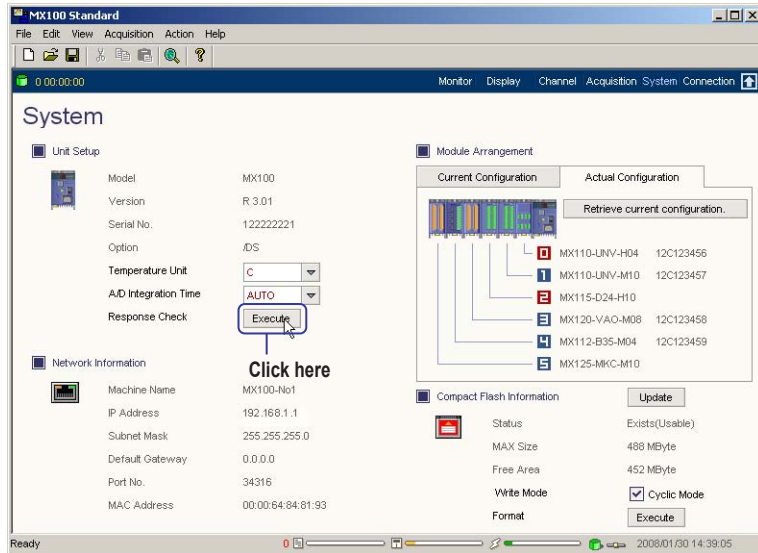 MX100 Standard
File Edit View Acquisition Action Help
0 00:00:00
Monitor Display Channel Acquisition System Connection
System
Unit Setup
Model MX100
Version R 3.01
Serial No. 122222221
Option /DS
Temperature Unit C
A/D Integration Time AUTO
Response Check Execute
Click here
Network Information
Machine Name MX100-No1
IP Address 192.168.1.1
Subnet Mask 255.255.255.0
Default Gateway 0.0.0.0
Port No. 34316
MAC Address 00:00:64:84:81:93
Module Arrangement
Current Configuration Actual Configuration
Retrieve current configuration.
0 MX110-UNV-H04 12C123456
1 MX110-UNV-M10 12C123457
2 MX115-D24-H10
3 MX120-VAO-M08 12C123458
4 MX112-B35-M04 12C123459
5 MX125-MKC-M10
Compact Flash Information Update
Status Exists(Usable)
MAX Size 488 MByte
Free Area 452 MByte
Write Mode Cyclic Mode
Format Execute
Ready 0 2008/01/30 14:39:05